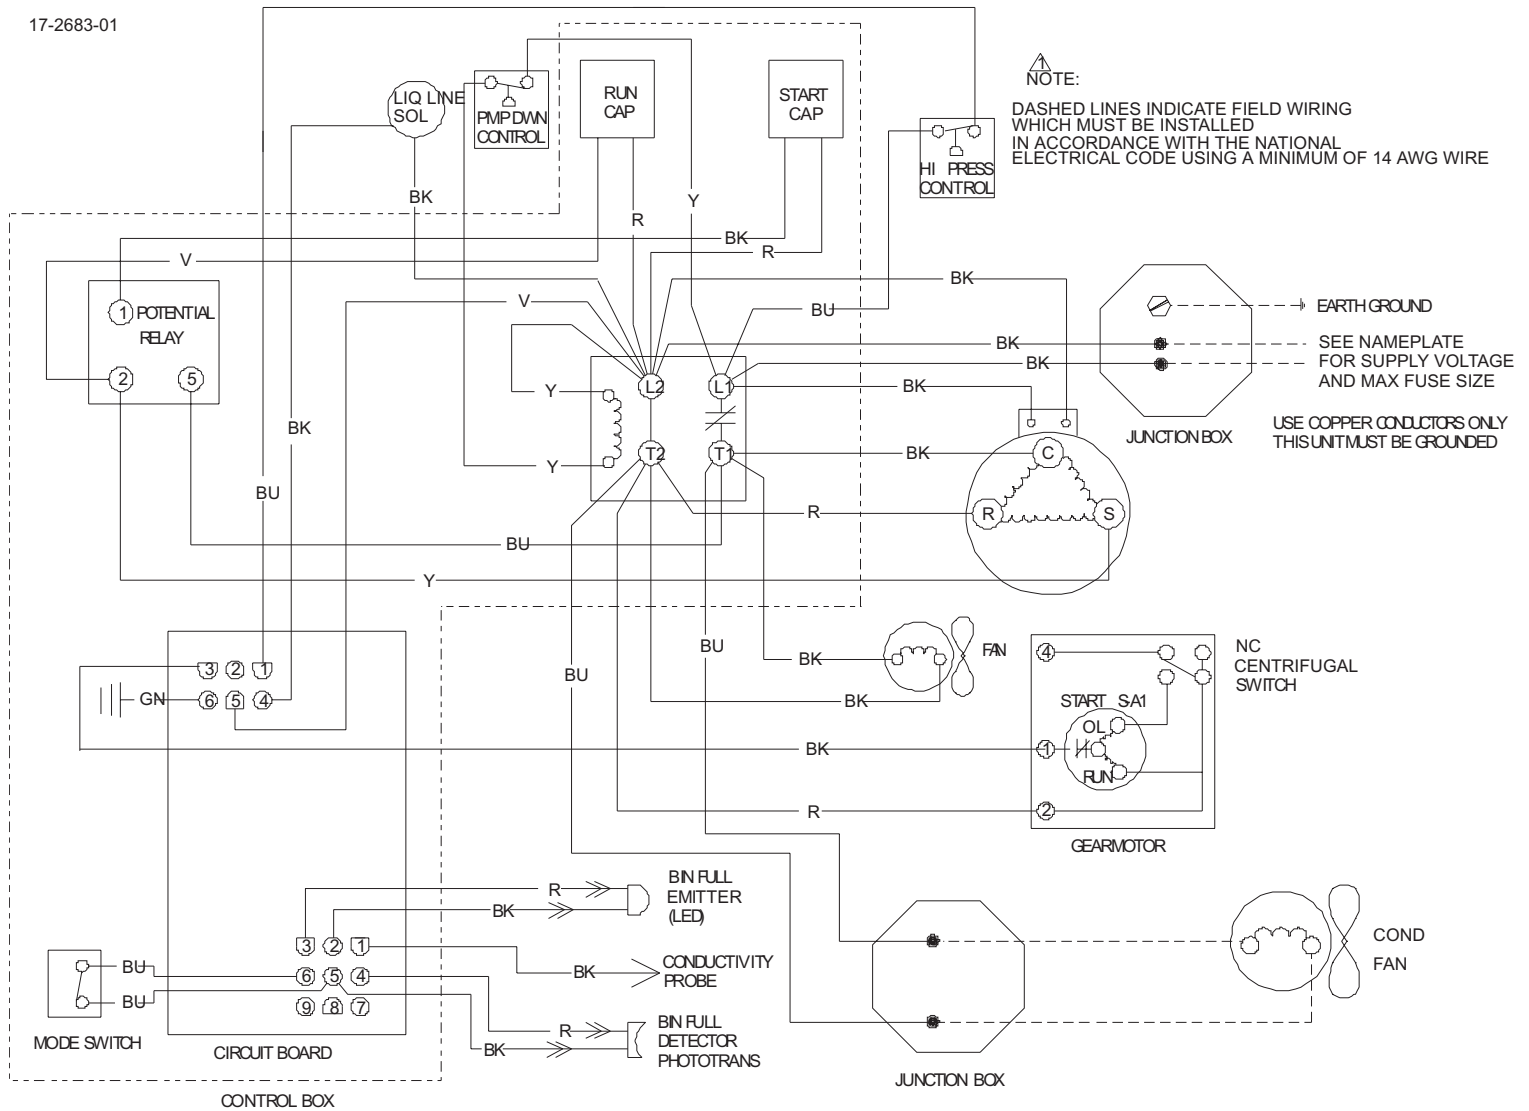 17-2683-01
1
NOTE:
DASHED LINES INDICATE FIELD WIRING
WHICH MUST BE INSTALLED
IN ACCORDANCE WITH THE NATIONAL
ELECTRICAL CODE USING A MINIMUM OF 14 AWG WIRE
LIQ LINE
SOL
PMP DWN
CONTROL
RUN
CAP
START
CAP
HI PRESS
CONTROL
BK
R
Y
BK
R
V
BK
V
BU
1
POTENTIAL
RELAY
2
5
EARTH GROUND
SEE NAMEPLATE
FOR SUPPLY VOLTAGE
AND MAX FUSE SIZE
BK
BK
BK
L2
L1
Y
USE COPPER CONDUCTORS ONLY
THIS UNIT MUST BE GROUNDED
JUNCTION BOX
BK
T2
T1
BK
C
Y
BU
R
R
S
BU
Y
BU
BU
BK
FAN
BK
3
2
1
6
5
4
GN
4
NC
CENTRIFUGAL
SWITCH
START S-A1
OL
1
RUN
BK
2
R
GEARMOTOR
R
BK
BIN FULL
EMITTER
(LED)
3
2
1
6
5
4
9
8
7
BU
BU
MODE SWITCH
BK
CONDUCTIVITY
PROBE
R
BK
BIN FULL
DETECTOR
PHOTOTRANS
COND
FAN
CIRCUIT BOARD
JUNCTION BOX
CONTROL BOX